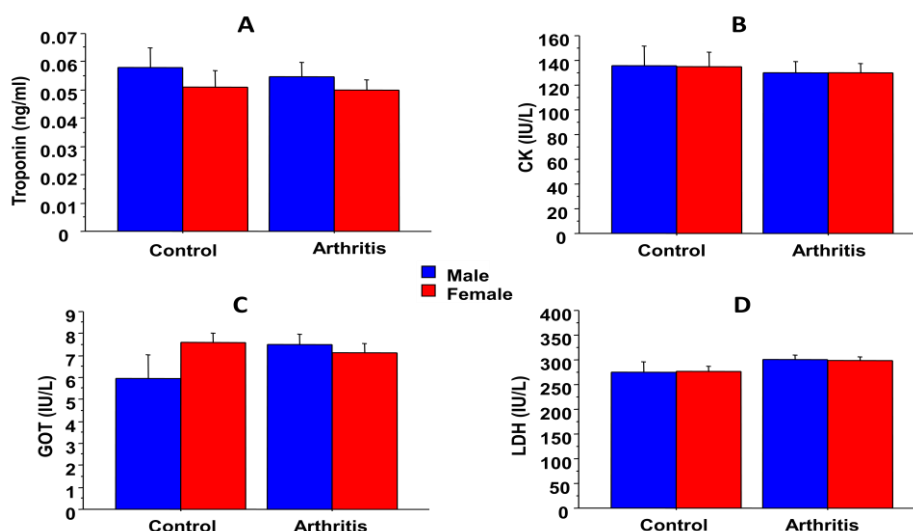 A
0.07
0.06
0.05
0.04
0.03
0.02
0.01
0
Troponin (ng/ml)
Control
Arthritis
B
160
140
120
100
80
60
40
20
0
CK (IU/L)
Control
Arthritis
Male
Female
C
9
8
7
6
5
4
3
2
1
0
GOT (IU/L)
Control
Arthritis
D
400
350
300
250
200
150
100
50
0
LDH (IU/L)
Control
Arthritis